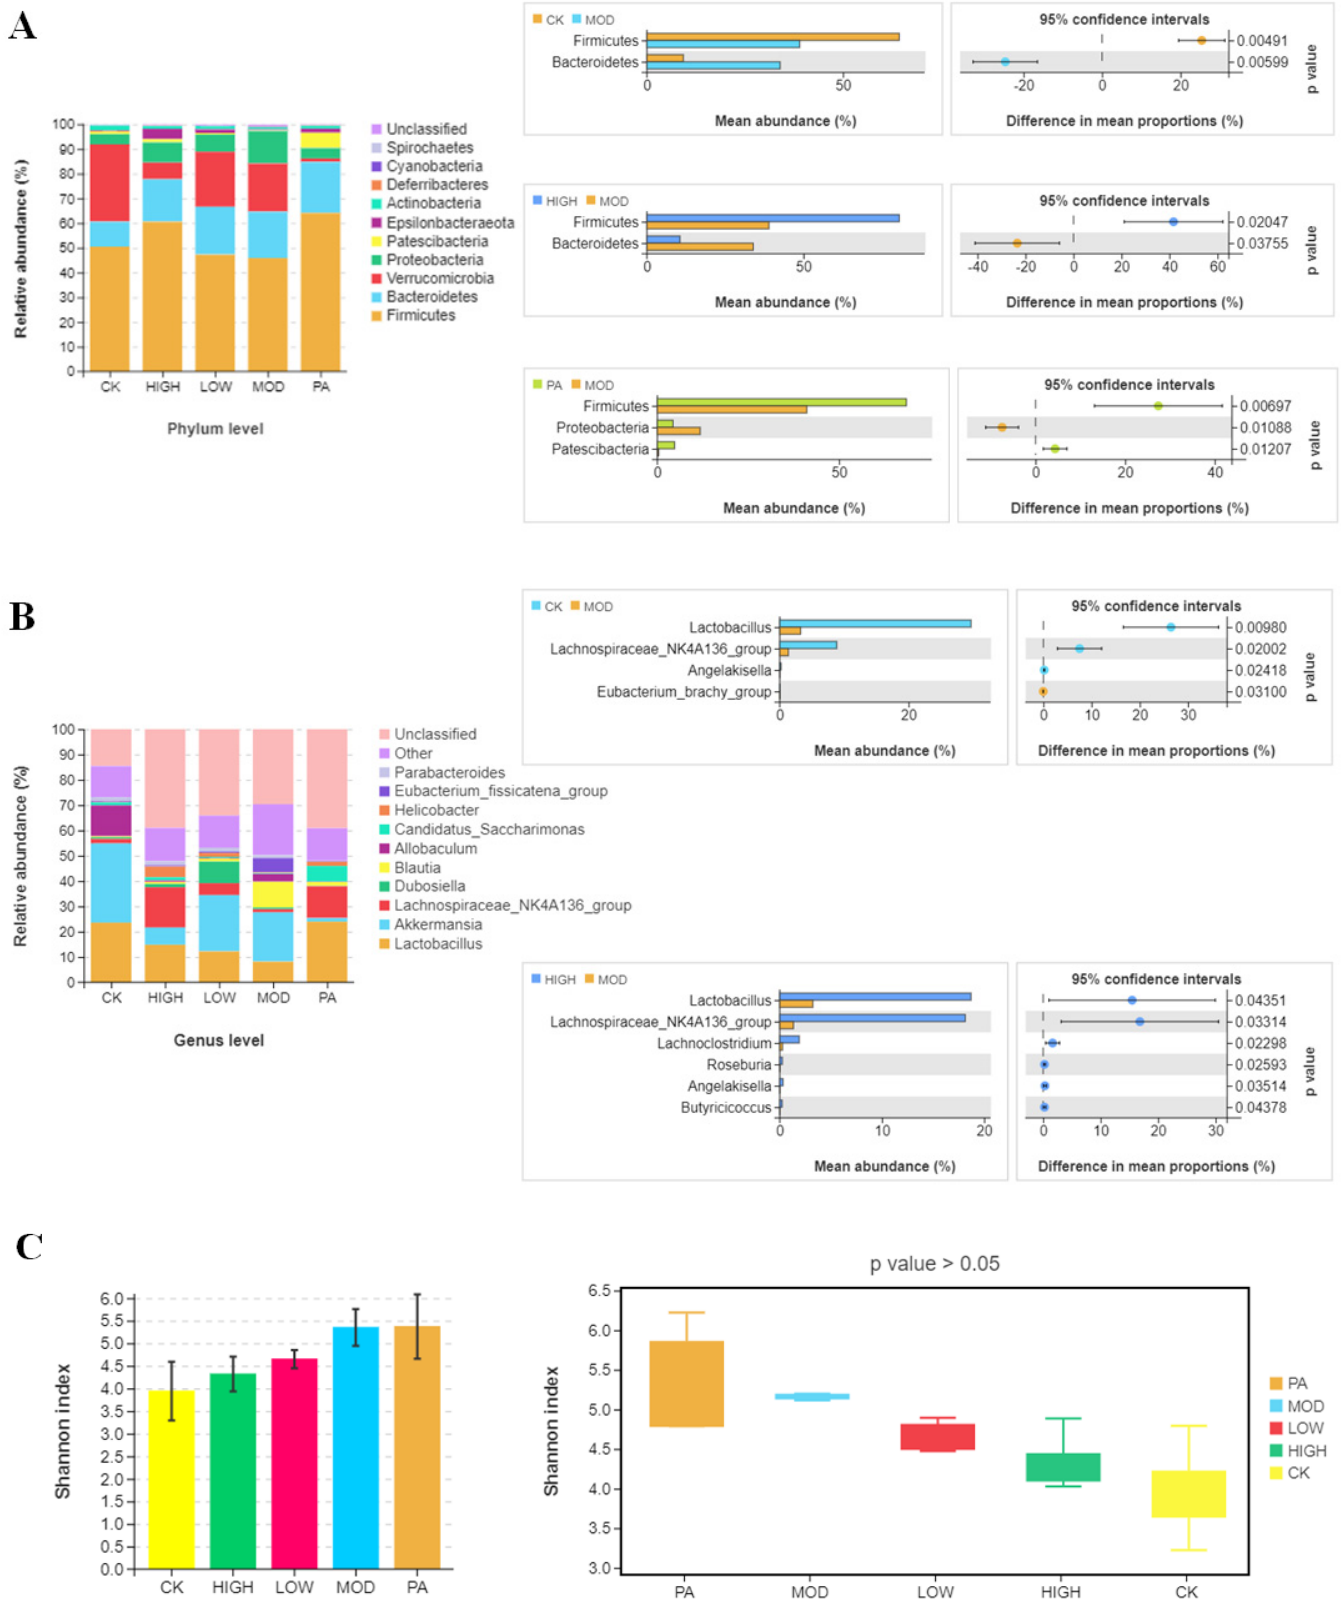 A
CK MOD
Firmicutes
Bacteroidetes
0 50
Mean abundance (%)
95% confidence intervals
0.00491
0.00599
-20 0 20
Difference in mean proportions (%)
p value
Relative abundance (%)
100
90
80
70
60
50
40
30
20
10
0
CK HIGH LOW MOD PA
Phylum level
Unclassified
Spirochaetes
Cyanobacteria
Deferribacteres
Actinobacteria
Epsilonbacteraeota
Patescibacteria
Proteobacteria
Verrucomicrobia
Bacteroidetes
Firmicutes
HIGH MOD
Firmicutes
Bacteroidetes
0 50
Mean abundance (%)
95% confidence intervals
0.02047
0.03755
-40 -20 0 20 40 60
Difference in mean proportions (%)
p value
PA MOD
Firmicutes
Proteobacteria
Patescibacteria
0 50
Mean abundance (%)
95% confidence intervals
0.00697
0.01088
0.01207
0 20 40
Difference in mean proportions (%)
p value
B
CK MOD
Lactobacillus
Lachnospiraceae_NK4A136_group
Angelakisella
Eubacterium_brachy_group
0 20
Mean abundance (%)
95% confidence intervals
0.00980
0.02002
0.02418
0.03100
0 10 20 30
Difference in mean proportions (%)
p value
Relative abundance (%)
100
90
80
70
60
50
40
30
20
10
0
CK HIGH LOW MOD PA
Genus level
Unclassified
Other
Parabacteroides
Eubacterium_fissicatena_group
Helicobacter
Candidatus_Saccharimonas
Allobaculum
Blautia
Dubosiella
Lachnospiraceae_NK4A136_group
Akkermansia
Lactobacillus
HIGH MOD
Lactobacillus
Lachnospiraceae_NK4A136_group
Lachnoclostridium
Roseburia
Angelakisella
Butyricicoccus
0 10 20
Mean abundance (%)
95% confidence intervals
0.04351
0.03314
0.02298
0.02593
0.03514
0.04378
0 10 20 30
Difference in mean proportions (%)
p value
C
Shannon index
6.0
5.5
5.0
4.5
4.0
3.5
3.0
2.5
2.0
1.5
1.0
0.5
0.0
CK HIGH LOW MOD PA
p value > 0.05
Shannon index
6.5
6.0
5.5
5.0
4.5
4.0
3.5
3.0
PA MOD LOW HIGH CK
PA
MOD
LOW
HIGH
CK